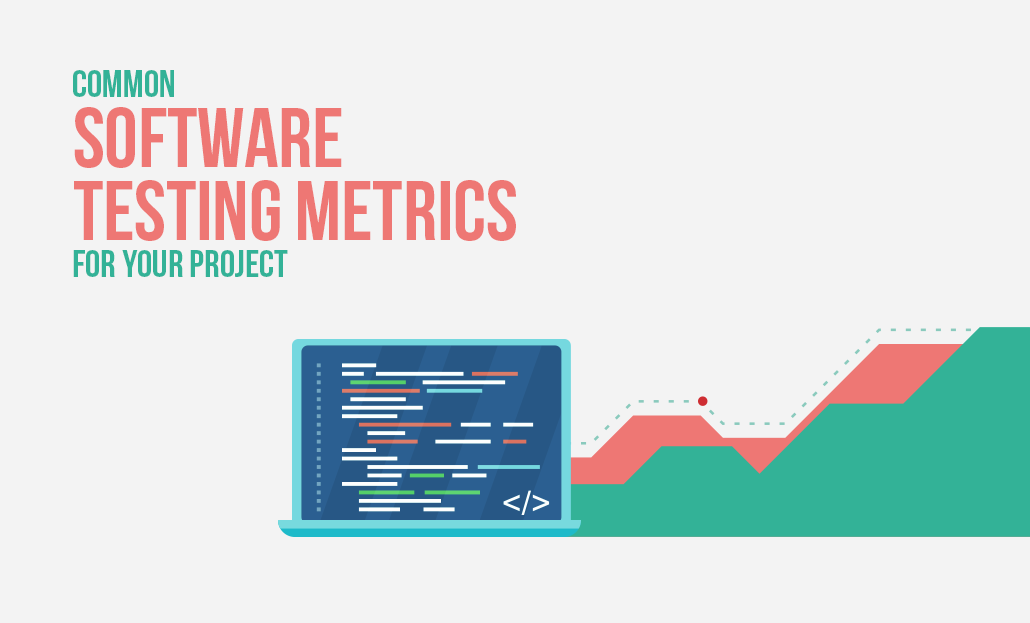 COMMON
SOFTWARE
TESTING METRICS
FOR YOUR PROJECT
</>